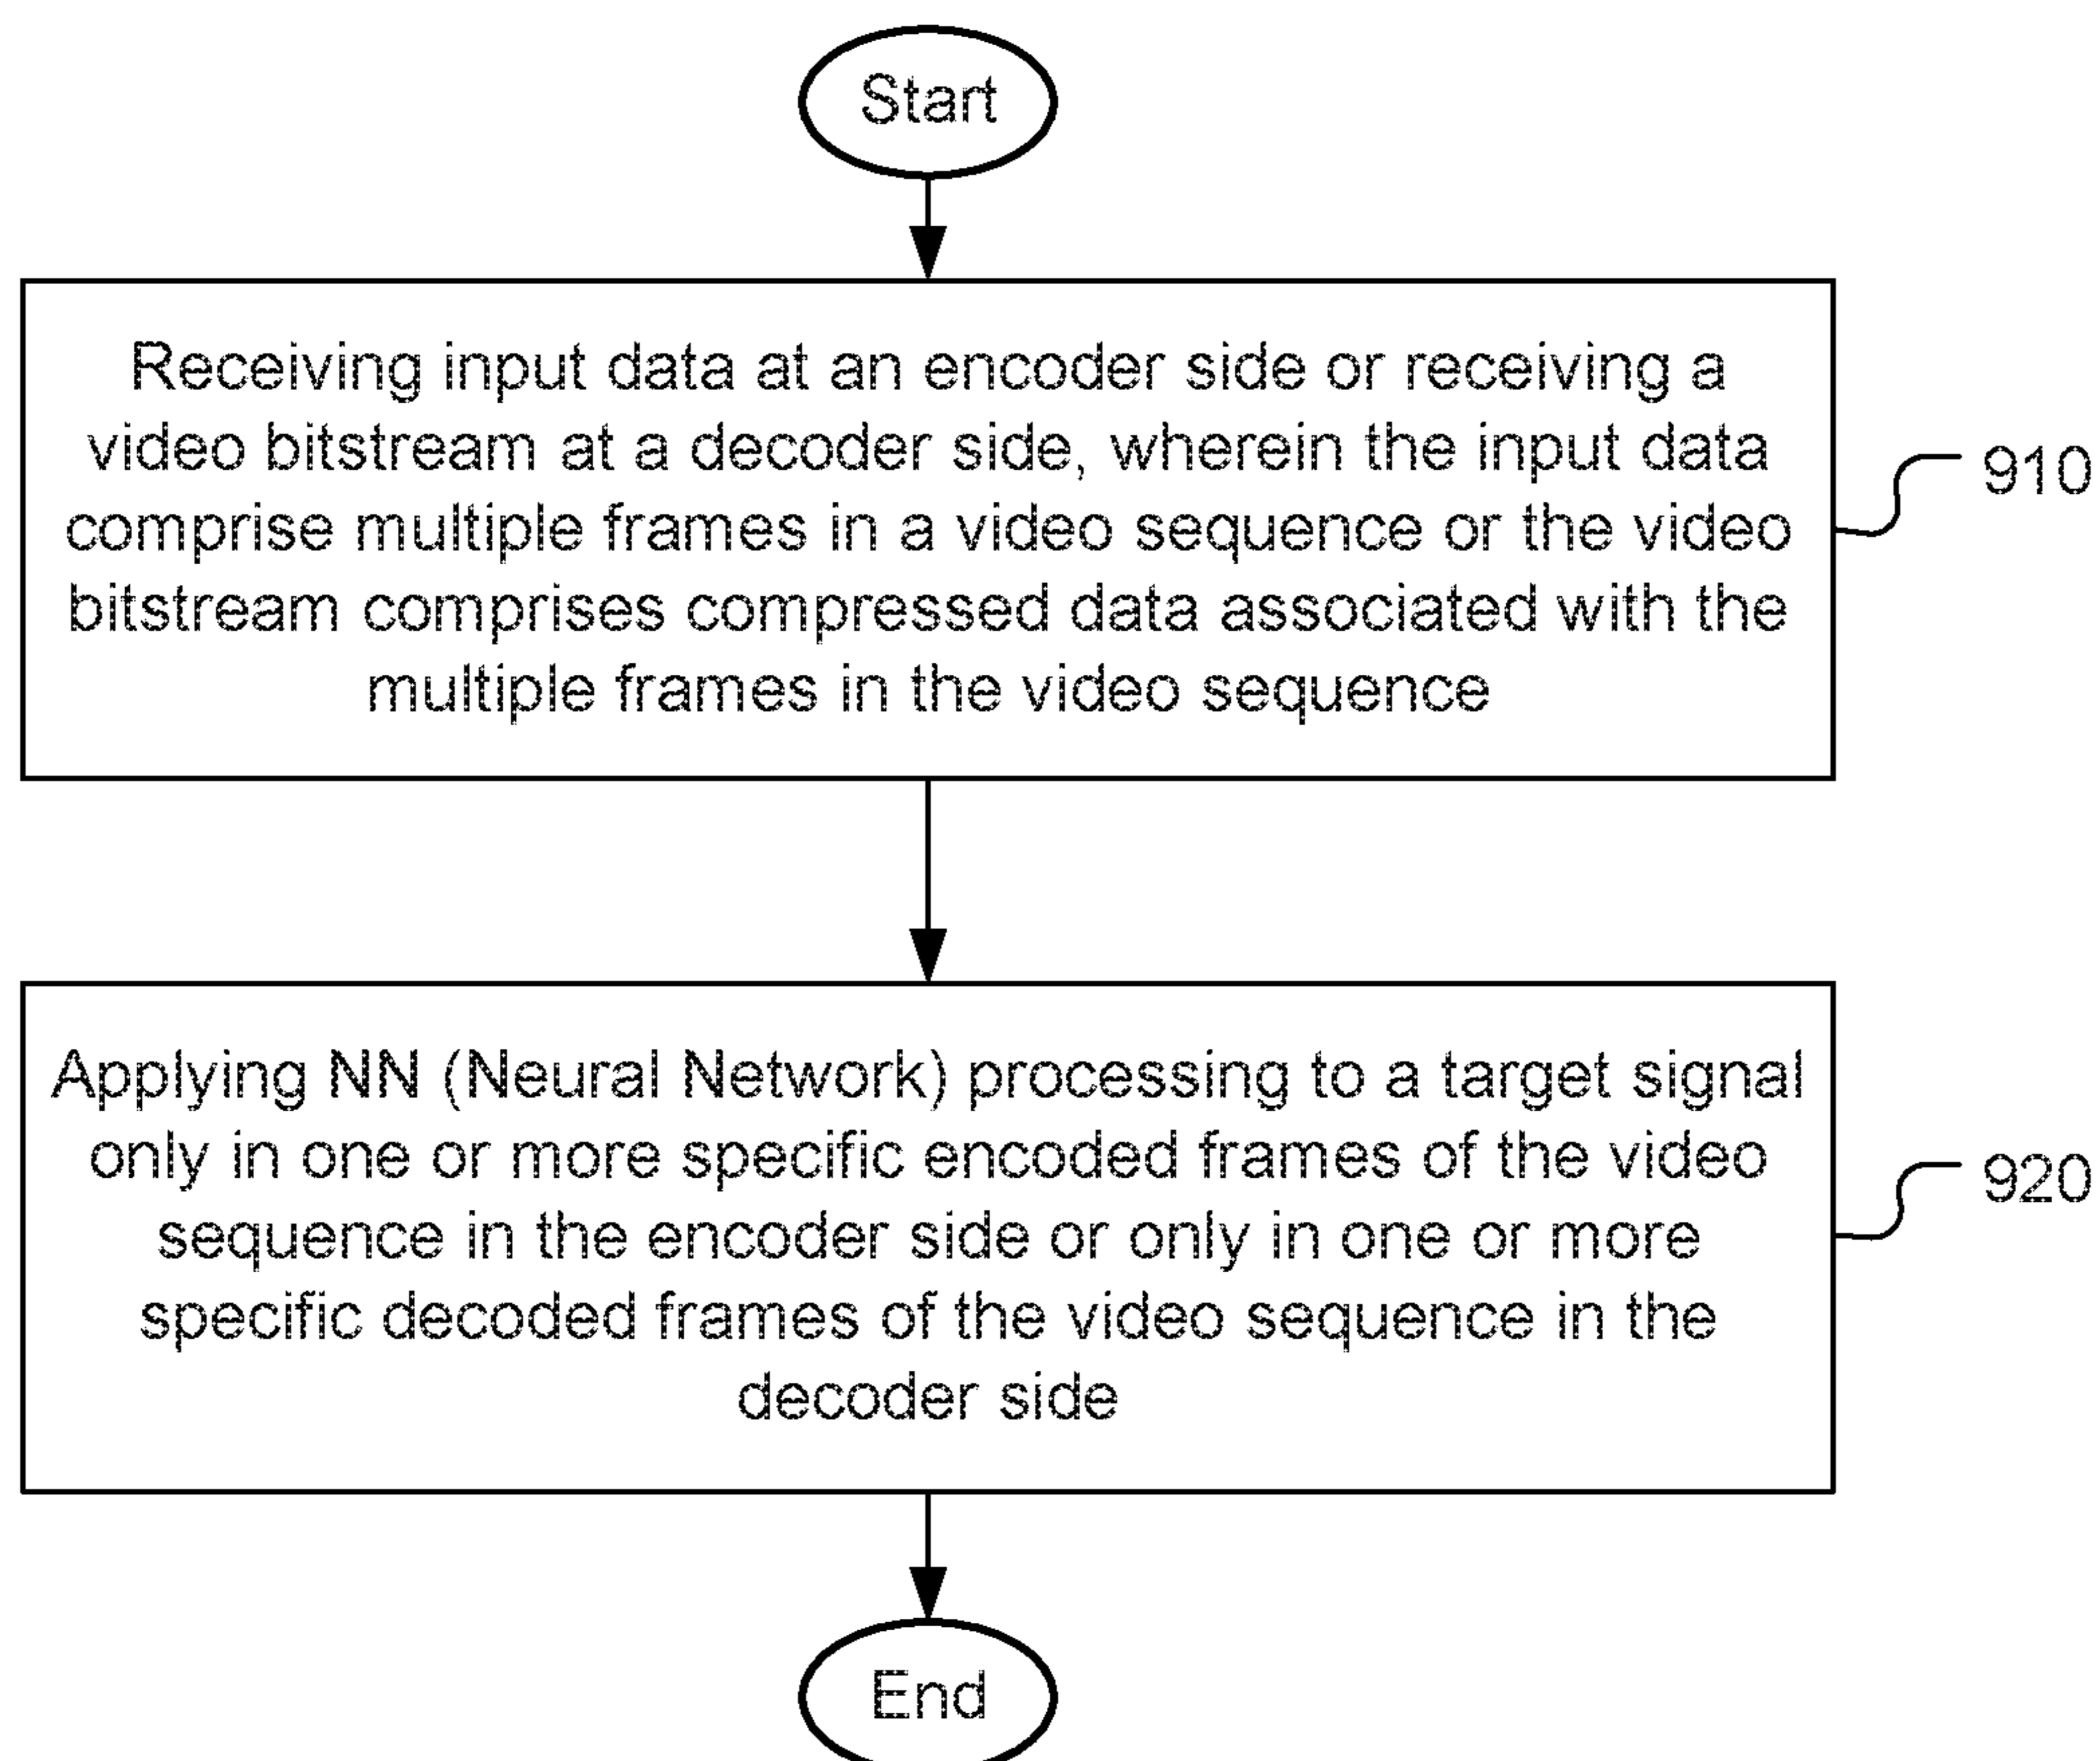 Start
Receiving input data at an encoder side or receiving a
video bitstream at a decoder side, wherein the input data
comprise multiple frames in a video sequence or the video
bitstream comprises compressed data associated with the
multiple frames in the video sequence
910
Applying NN (Neural Network) processing to a target signal
only in one or more specific encoded frames of the video
sequence in the encoder side or only in one or more
specific decoded frames of the video sequence in the
decoder side
920
End